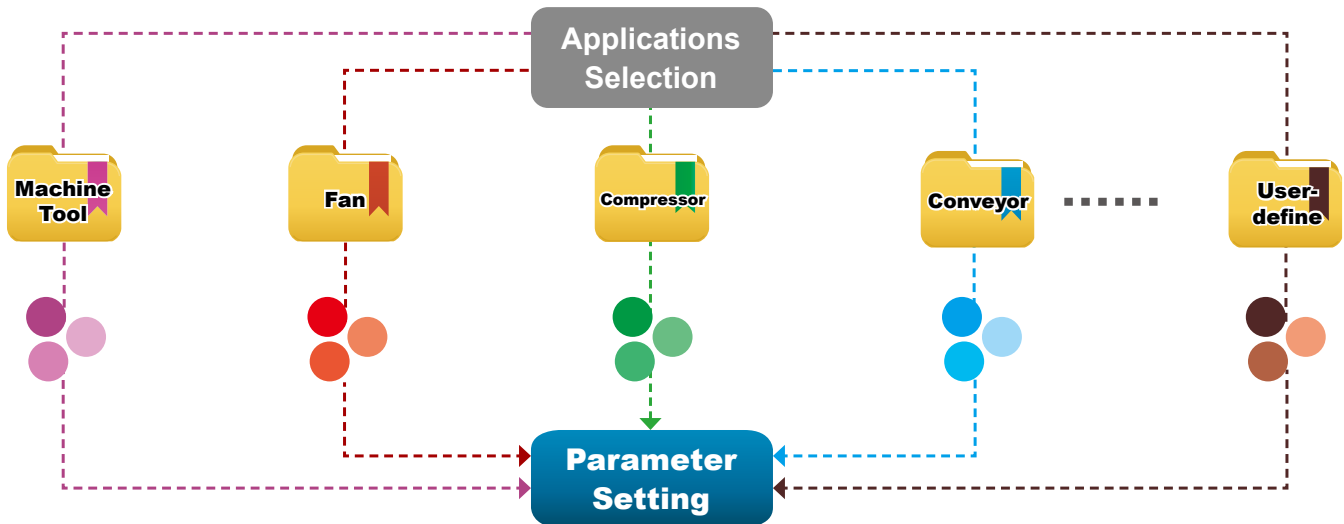 Applications
Selection
Machine
Tool
Fan
Compressor
Conveyor
User-
define
Parameter
Setting